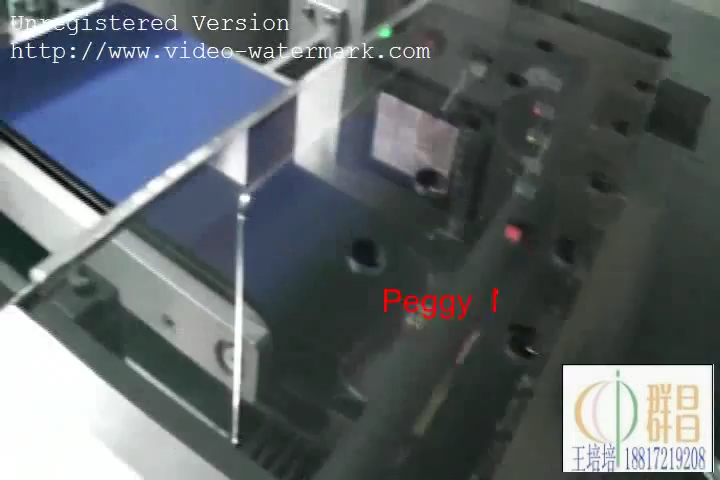 Unregistered Version
http://www.video-watermark.com
Peggy
群昌
王培培 18817219208